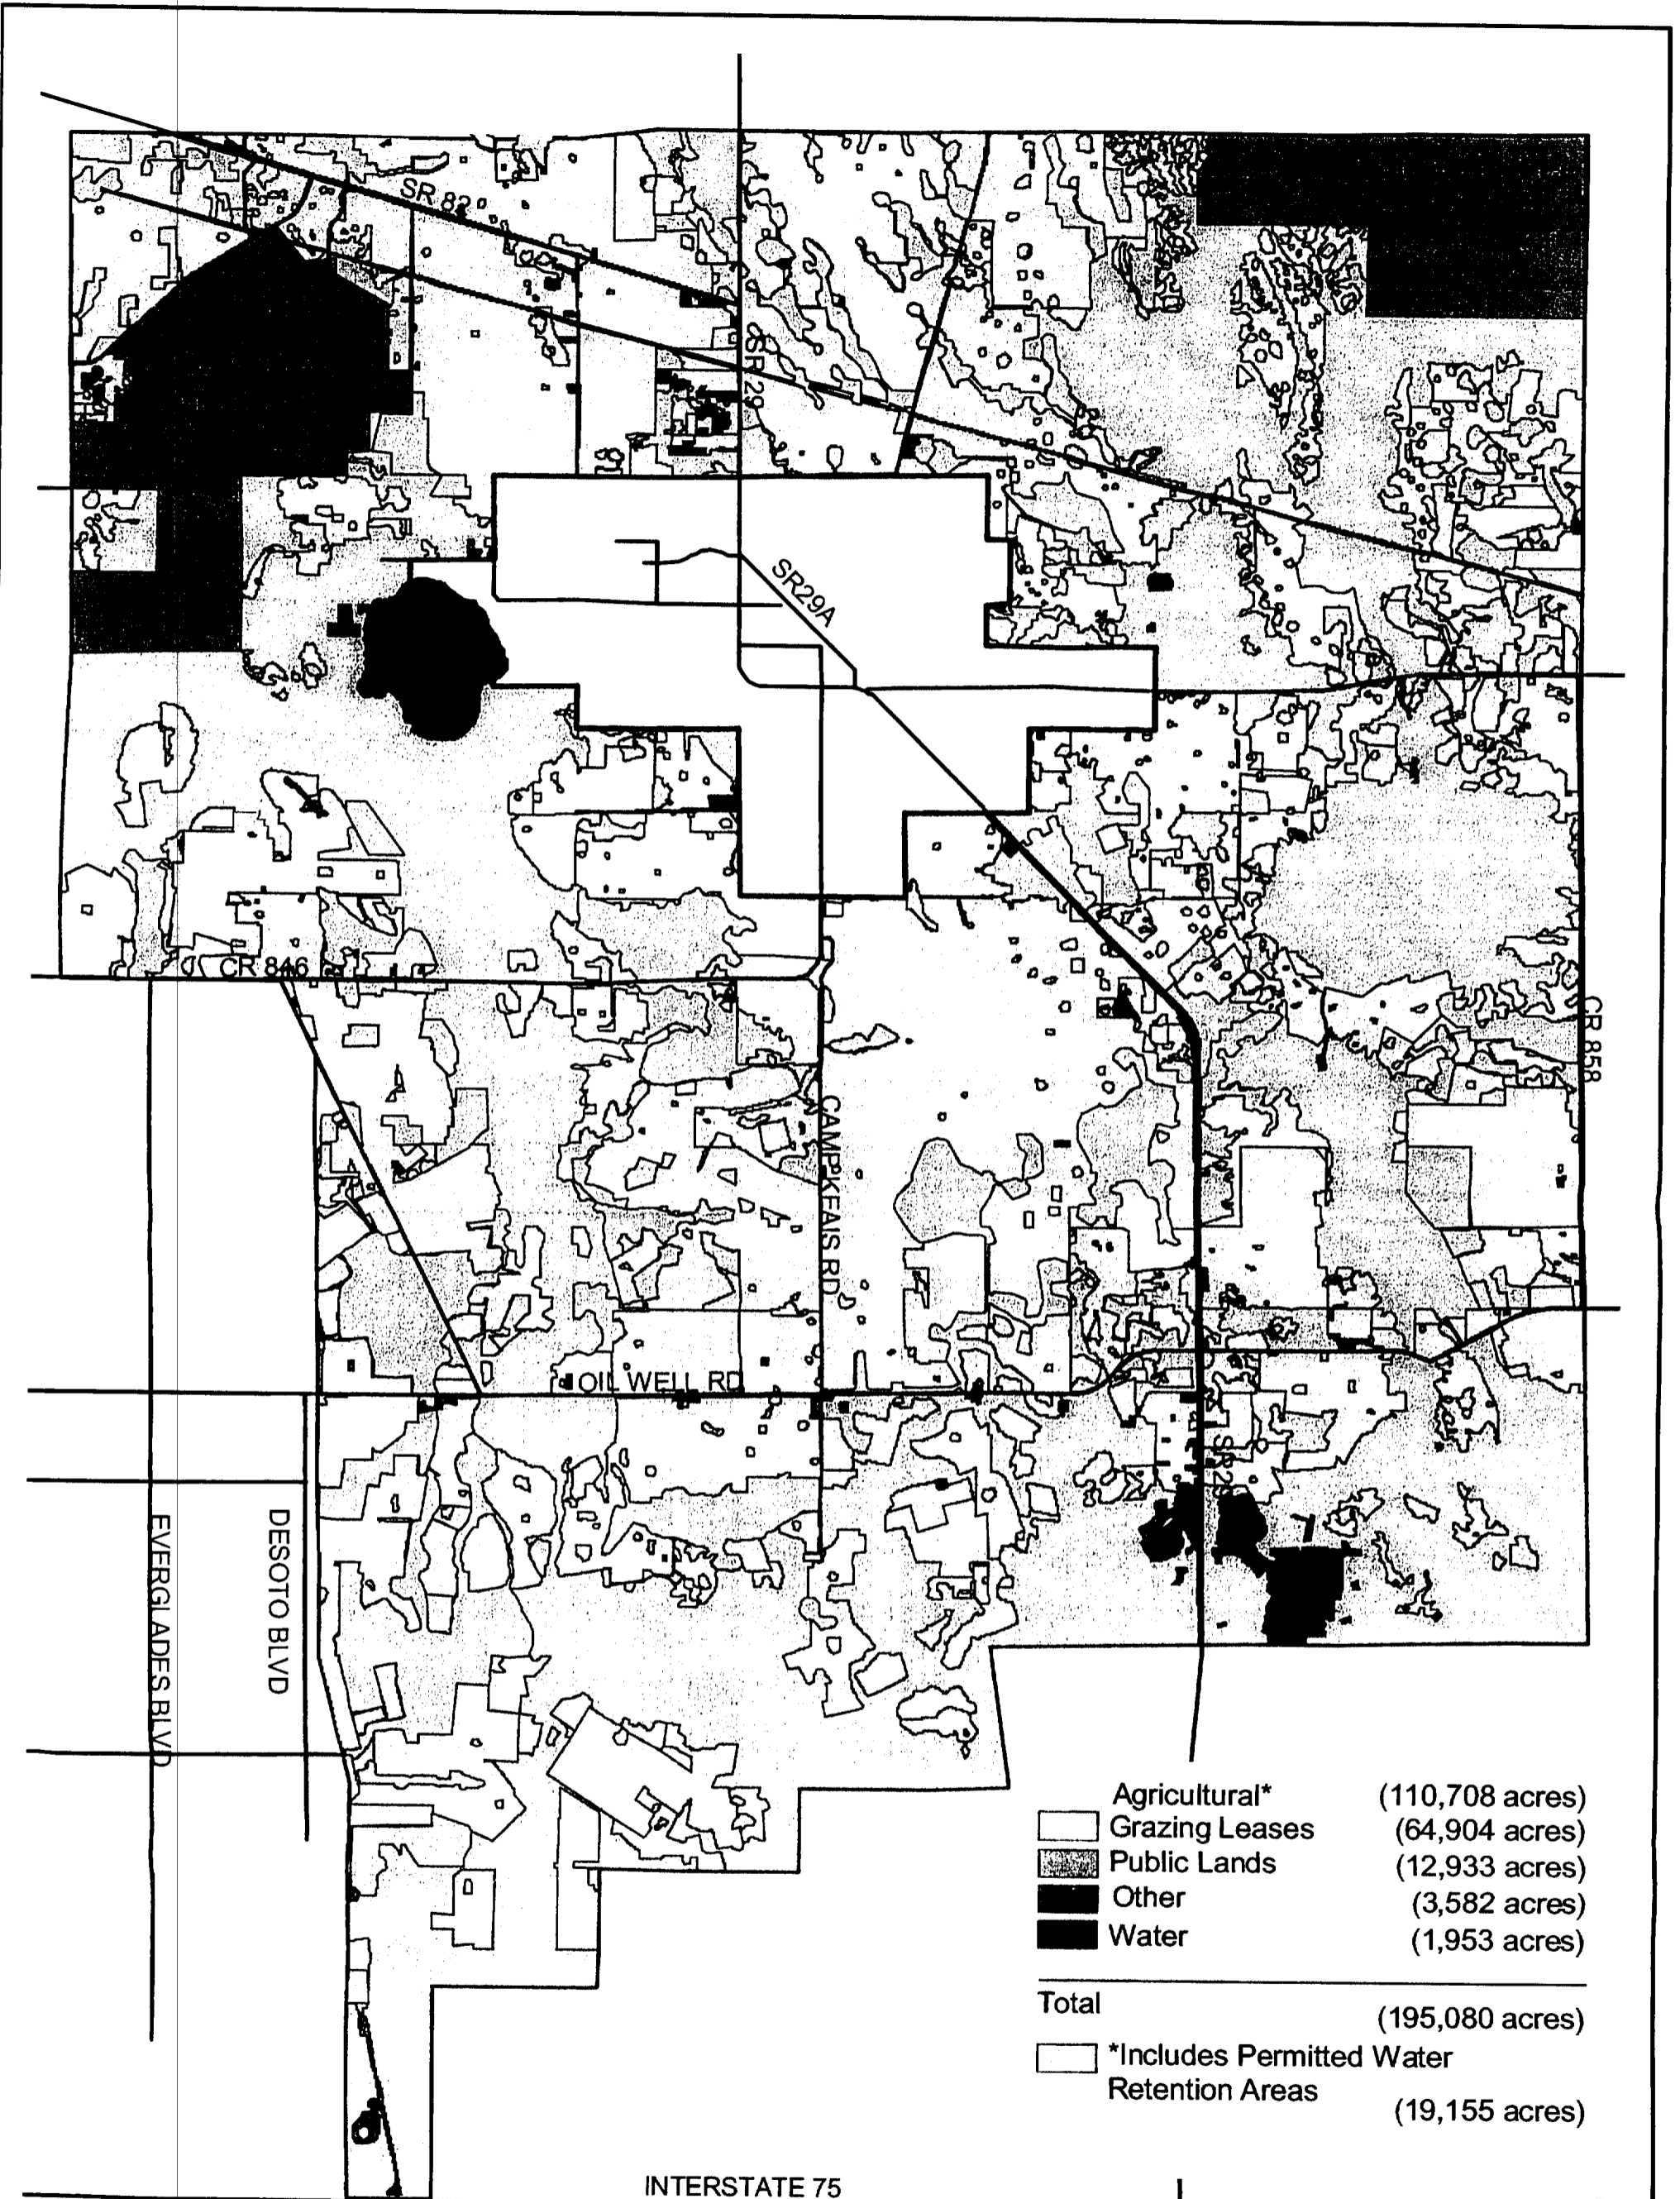 SR 82
SR 29
SR29A
CR 846
CR 858
CAMP KEAIS RD
OIL WELL RD
SR 29
EVERGLADES BLVD
DESOTO BLVD
Agricultural* (110,708 acres)
Grazing Leases (64,904 acres)
Public Lands (12,933 acres)
Other (3,582 acres)
Water (1,953 acres)
Total (195,080 acres)
*Includes Permitted Water
Retention Areas
(19,155 acres)
INTERSTATE 75